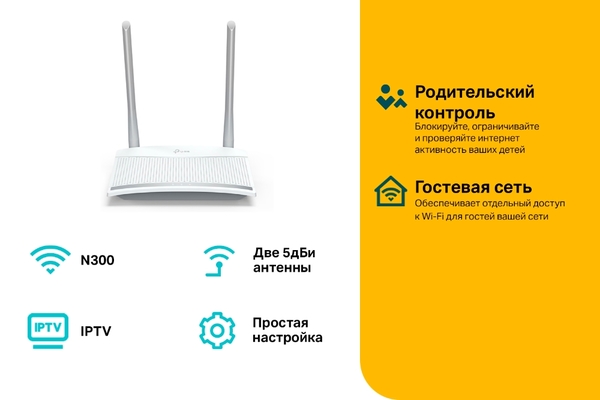 N300
Две 5дБи
антенны
IPTV
IPTV
Простая
настройка
Родительский
контроль
Блокируйте, ограничивайте
и проверяйте интернет
активность ваших детей
Гостевая сеть
Обеспечивает отдельный доступ
к Wi-Fi для гостей вашей сети